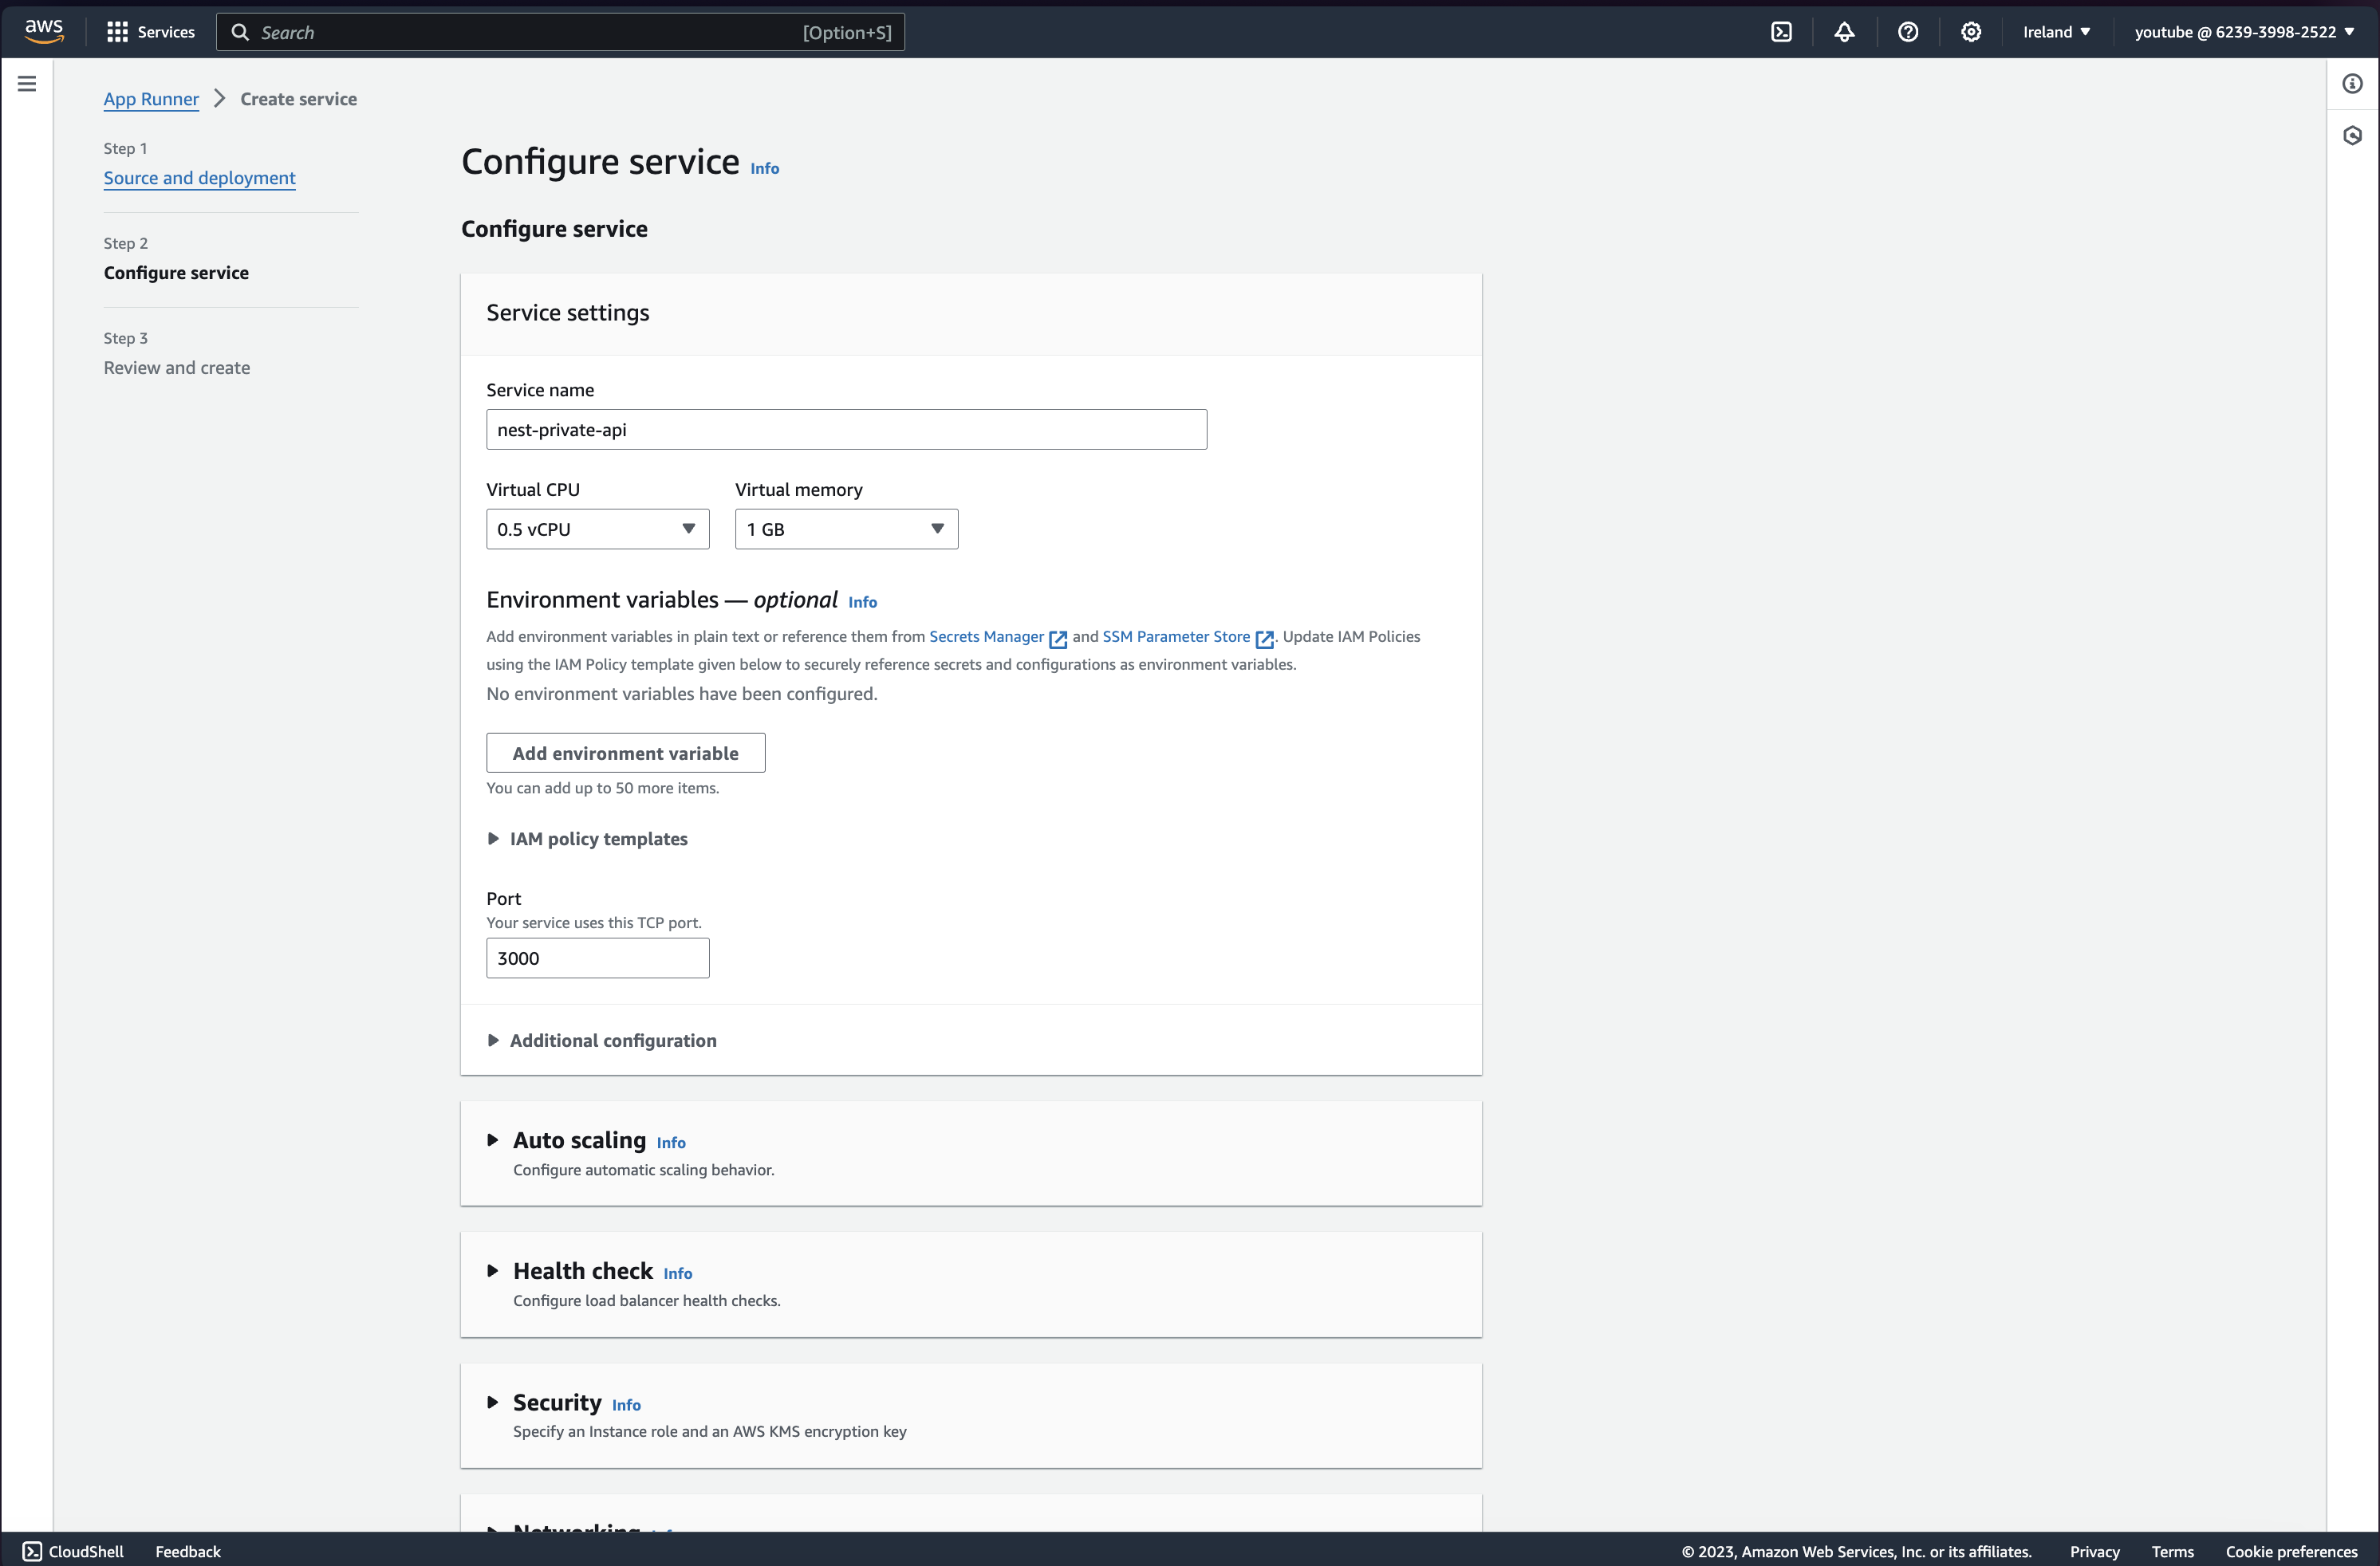 aws
Services
Search
[Option+S]
Ireland
youtube @ 6239-3998-2522
App Runner
Create service
Step 1
Source and deployment
Step 2
Configure service
Step 3
Review and create
Configure service Info
Configure service
Service settings
Service name
nest-private-api
Virtual CPU
Virtual memory
0.5 vCPU
1 GB
Environment variables — optional Info
Add environment variables in plain text or reference them from Secrets Manager and SSM Parameter Store . Update IAM Policies
using the IAM Policy template given below to securely reference secrets and configurations as environment variables.
No environment variables have been configured.
Add environment variable
You can add up to 50 more items.
IAM policy templates
Port
Your service uses this TCP port.
3000
Additional configuration
Auto scaling Info
Configure automatic scaling behavior.
Health check Info
Configure load balancer health checks.
Security Info
Specify an Instance role and an AWS KMS encryption key
Networking Info
CloudShell
Feedback
© 2023, Amazon Web Services, Inc. or its affiliates.
Privacy
Terms
Cookie preferences